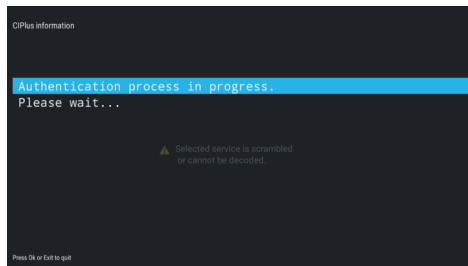 CIPlus information
Authentication process in progress.
Please wait...
Selected service is scrambled
or cannot be decoded.
Press Ok or Exit to quit